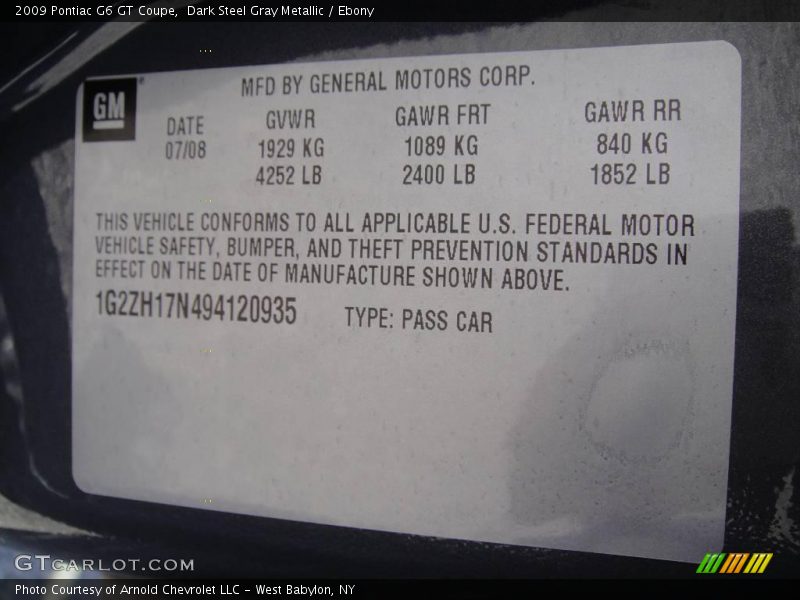 2009 Pontiac G6 GT Coupe, Dark Steel Gray Metallic / Ebony
GM
MFD BY GENERAL MOTORS CORP.
DATE GVWR GAWR FRT GAWR RR
07/08 1929 KG 1089 KG 840 KG
4252 LB 2400 LB 1852 LB
THIS VEHICLE CONFORMS TO ALL APPLICABLE U.S. FEDERAL MOTOR
VEHICLE SAFETY, BUMPER, AND THEFT PREVENTION STANDARDS IN
EFFECT ON THE DATE OF MANUFACTURE SHOWN ABOVE.
1G2ZH17N494120935 TYPE: PASS CAR
GTCARLOT.COM
Photo Courtesy of Arnold Chevrolet LLC - West Babylon, NY